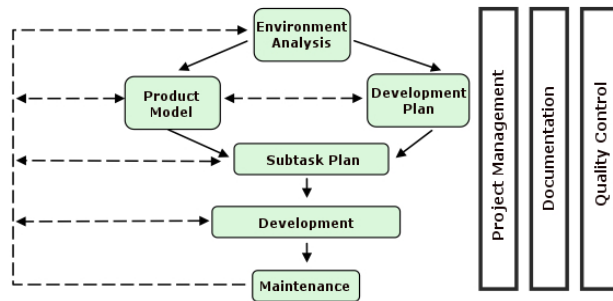 Environment
Analysis
Product
Model
Development
Plan
Subtask Plan
Development
Maintenance
Project Management
Documentation
Quality Control